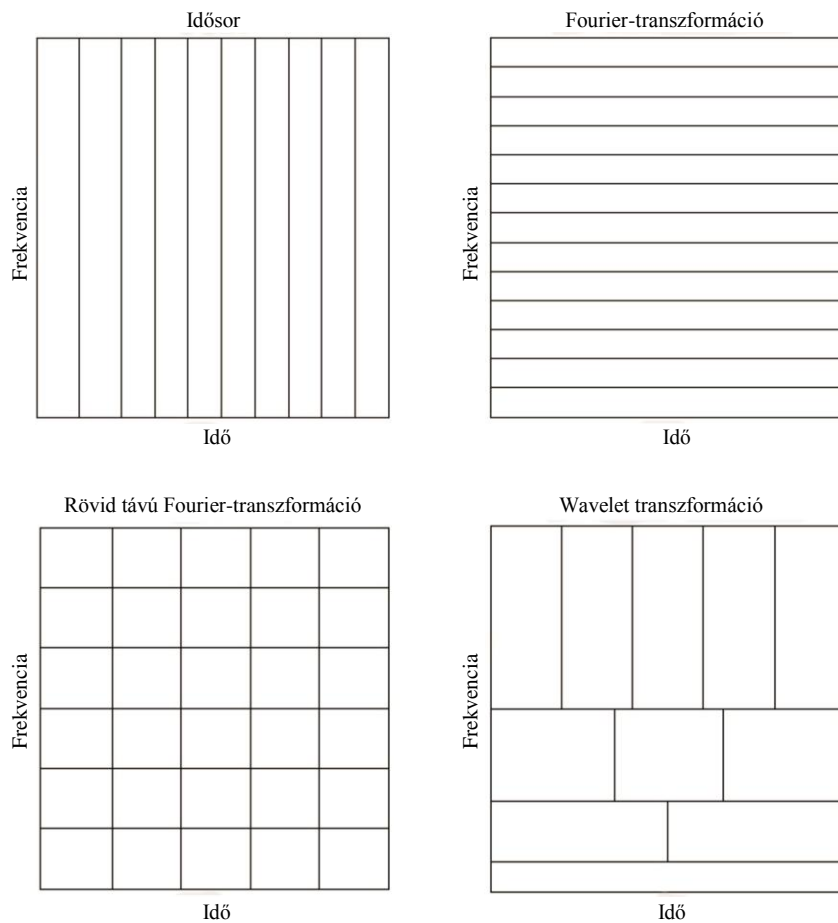 Idősor
Fourier-transzformáció
Frekvencia
Frekvencia
Idő
Idő
Rövid távú Fourier-transzformáció
Wavelet transzformáció
Frekvencia
Frekvencia
Idő
Idő